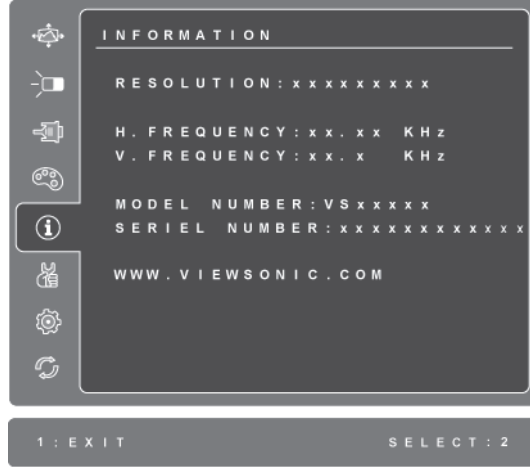 INFORMATION
RESOLUTION:xxxxxxxxx
H.FREQUENCY:xx.xx KHz
V.FREQUENCY:xx.x KHz
MODEL NUMBER:VSxxxxx
SERIEL NUMBER:xxxxxxxxxxxx
WWW.VIEWSONIC.COM
1:EXIT SELECT:2